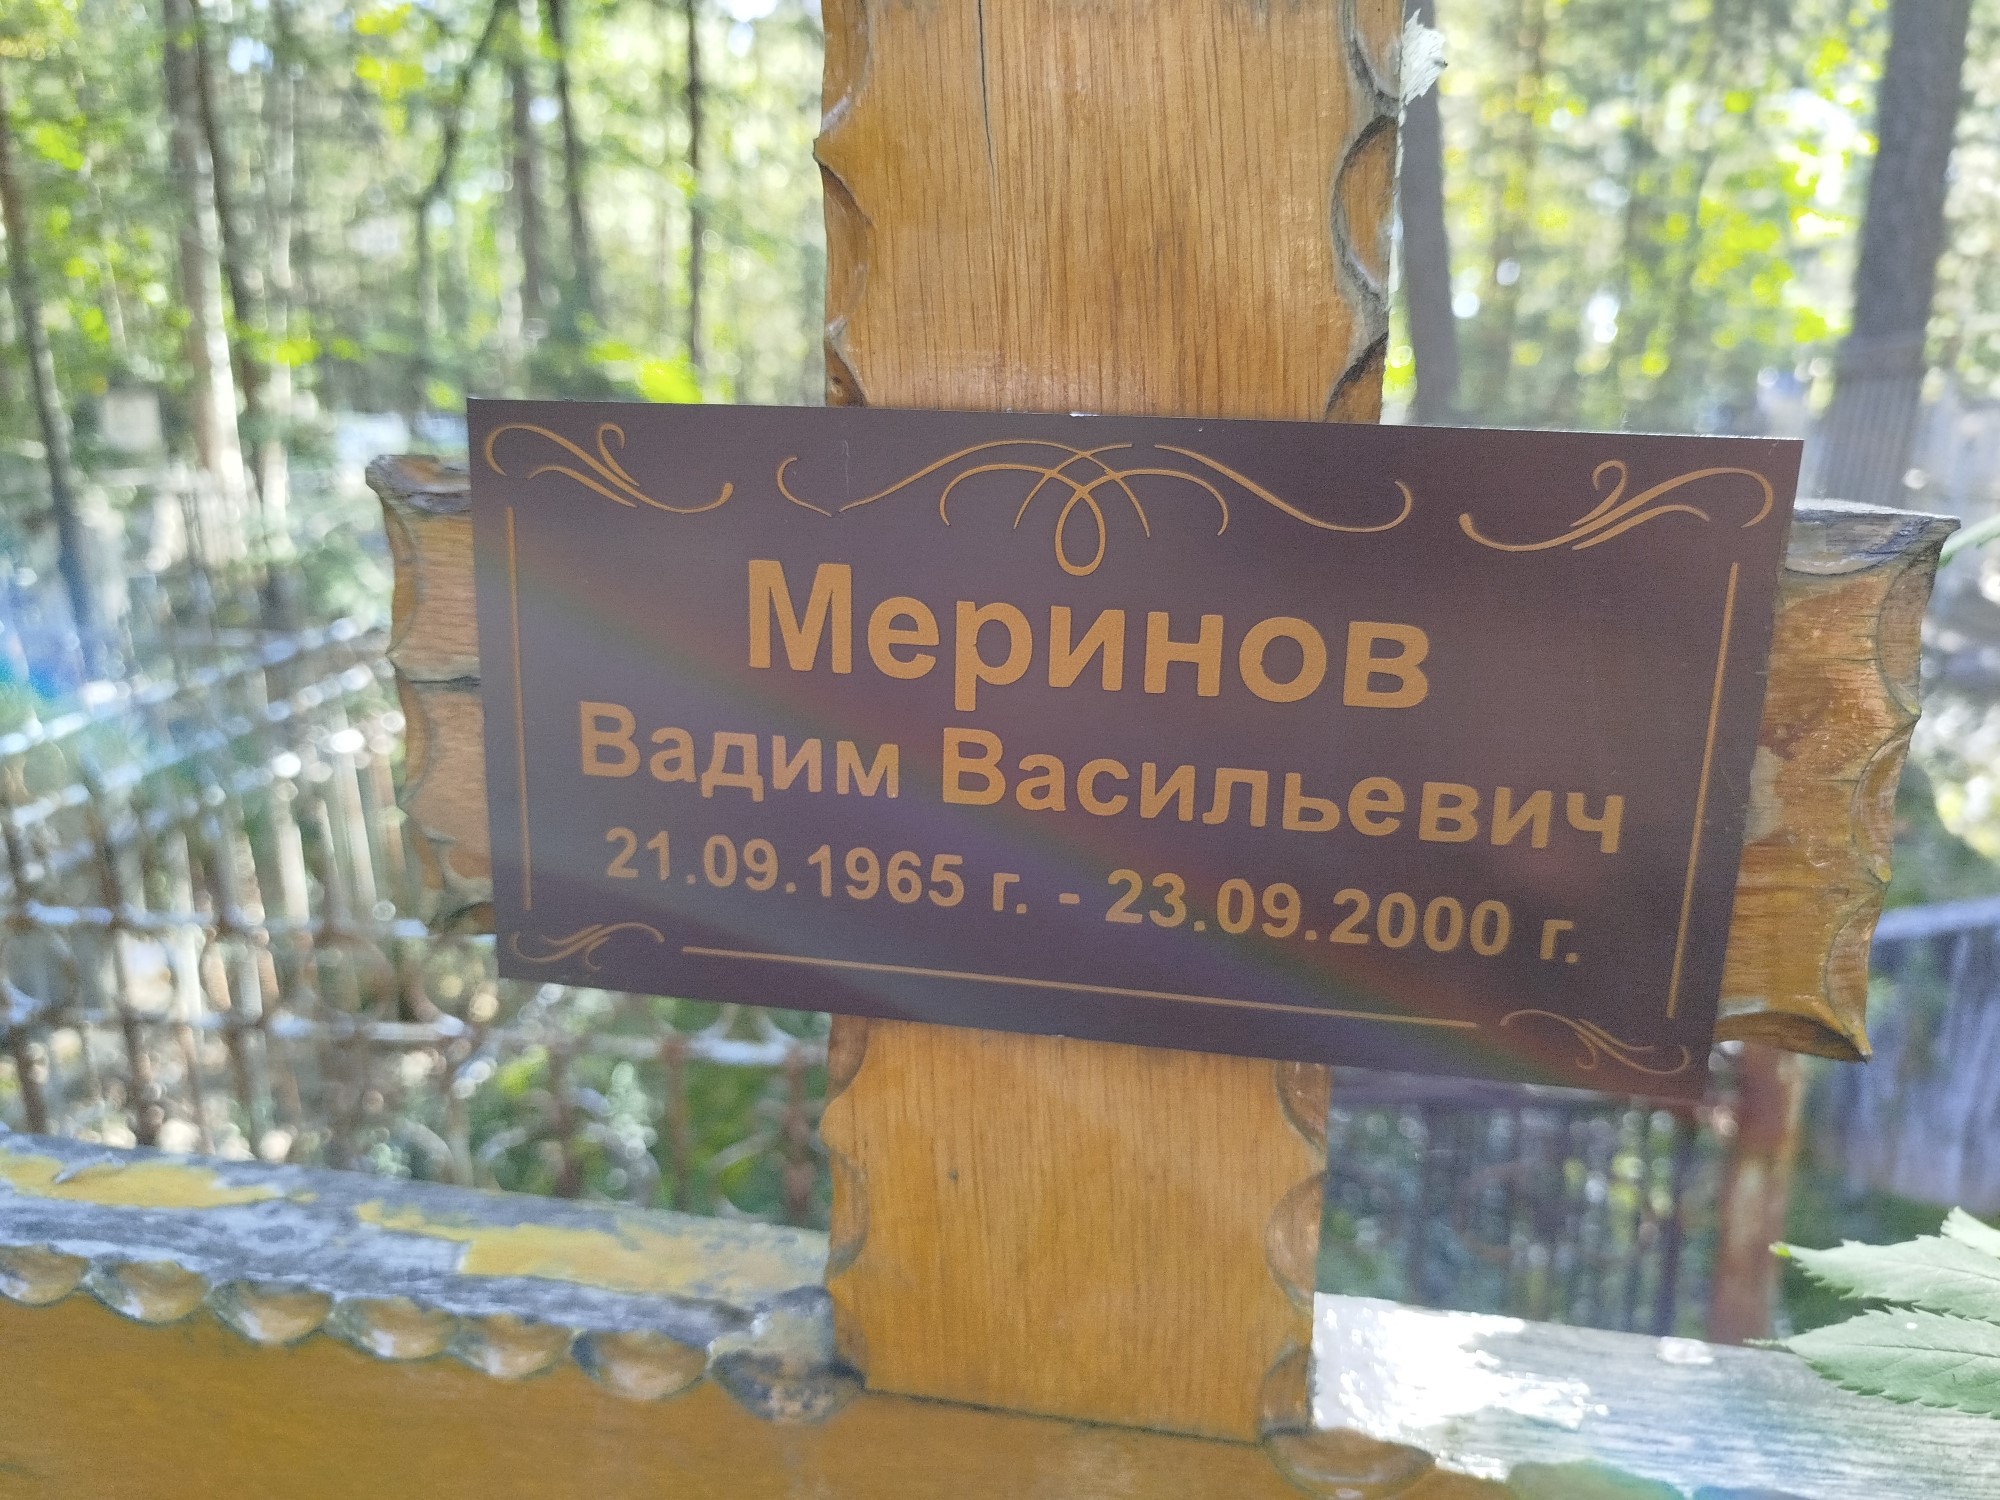 Меринов
Вадим Васильевич
21.09.1965 г. - 23.09.2000 г.